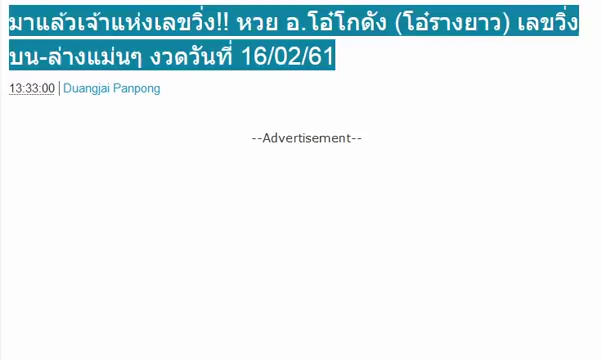 มาแล้วเจ้าแห่งเลขวิ่ง!! หวย อ.โอ๋โกดัง (โอ๋รางยาว) เลขวิ่ง
บน-ล่างแม่นๆ งวดวันที่ 16/02/61
13:33:00 Duangjai Panpong
--Advertisement--